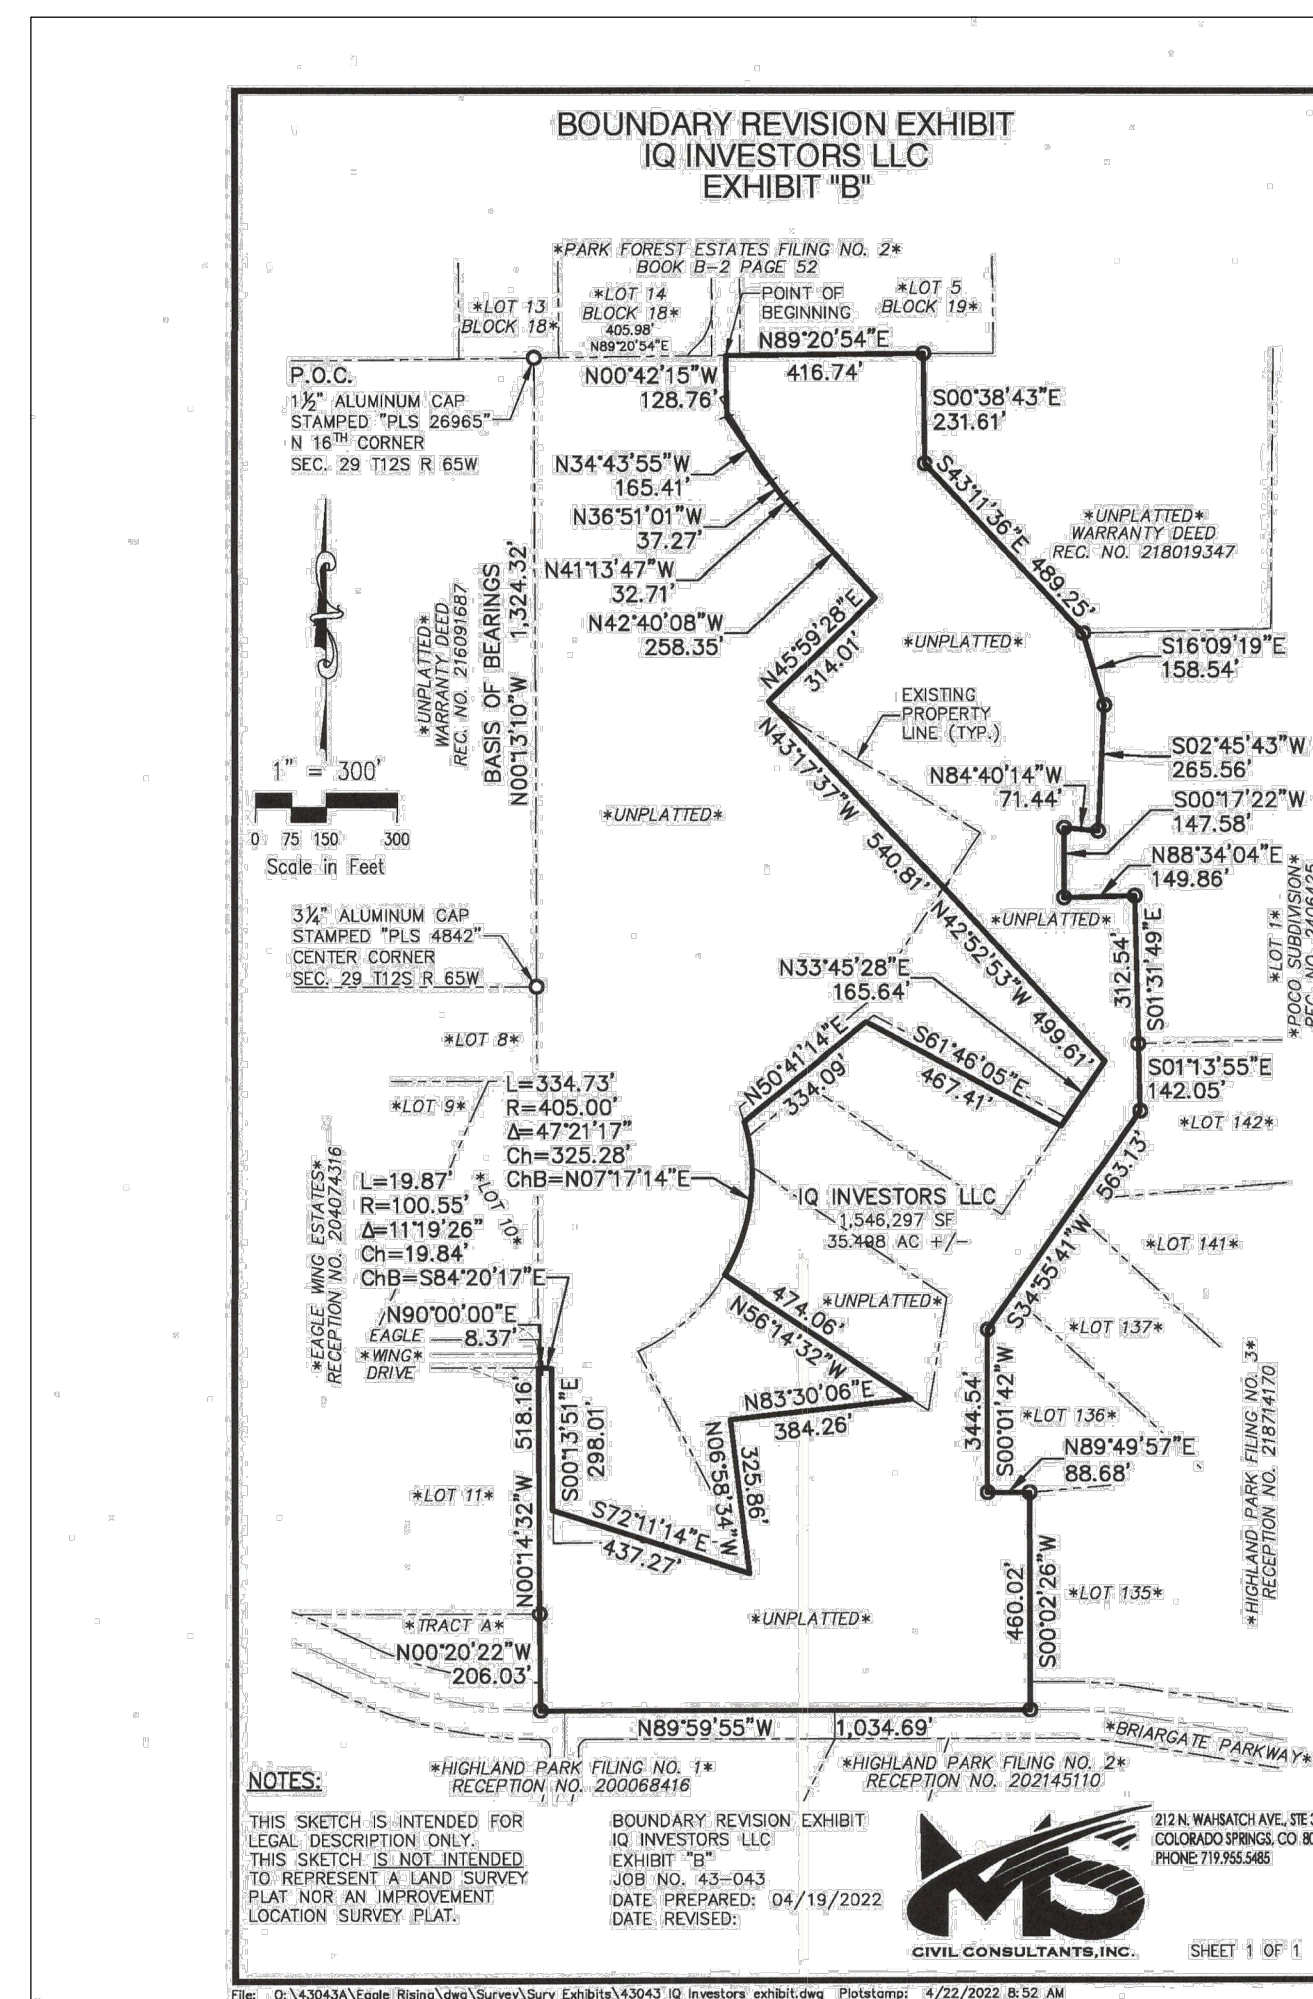 BOUNDARY REVISION EXHIBIT
IQ INVESTORS LLC
EXHIBIT "B"
*PARK FOREST ESTATES FILING NO. 2*
BOOK B-2 PAGE 52
*LOT 13
BLOCK 18*
*LOT 14
BLOCK 18*
405.98'
N89°20'54"E
POINT OF
BEGINNING
*LOT 5
BLOCK 19*
N89°20'54"E
416.74'
P.O.C.
1½" ALUMINUM CAP
STAMPED "PLS 26965"
N 16TH CORNER
SEC. 29 T12S R 65W
N00°42'15"W
128.76'
S00°38'43"E
231.61'
N34°43'55"W
165.41'
N36°51'01"W
37.27'
N41°13'47"W
32.71'
N42°40'08"W
258.35'
S43°11'36"E 489.25'
*UNPLATTED*
WARRANTY DEED
REC. NO. 218019347
*UNPLATTED*
WARRANTY DEED
REC. NO. 216091687
BASIS OF BEARINGS
N00°13'10"W 1,324.32'
N45°59'28"E
314.01'
*UNPLATTED*
S16°09'19"E
158.54'
EXISTING
PROPERTY
LINE (TYP.)
N43°17'37"W 540.81'
S02°45'43"W
265.56'
N84°40'14"W
71.44'
S00°17'22"W
147.58'
1" = 300'
0 75 150 300
Scale in Feet
*UNPLATTED*
N88°34'04"E
149.86'
3¼" ALUMINUM CAP
STAMPED "PLS 4842"
CENTER CORNER
SEC. 29 T12S R 65W
N42°52'53"W 499.61'
*UNPLATTED*
312.54'
S01°31'49"E
*LOT 1*
*POCO SUBDIVISION*
N33°45'28"E
165.64'
*LOT 8*
N50°41'14"E
334.09'
S61°46'05"E
467.41'
S01°13'55"E
142.05'
*LOT 142*
*LOT 9*
L=334.73'
R=405.00'
Δ=47°21'17"
Ch=325.28'
ChB=N07°17'14"E
*EAGLE WING ESTATES*
RECEPTION NO. 204074316
*LOT 10*
L=19.87'
R=100.55'
Δ=11°19'26"
Ch=19.84'
ChB=S84°20'17"E
IQ INVESTORS LLC
1,546,297 SF
35.498 AC +/-
563.13'
S34°55'41"W
*LOT 141*
N90°00'00"E
8.37'
EAGLE
*WING*
DRIVE
*UNPLATTED*
474.06'
N56°14'32"W
*LOT 137*
N83°30'06"E
384.26'
344.54'
S00°01'42"W
*LOT 136*
N89°49'57"E
88.68'
*HIGHLAND PARK FILING NO. 3*
RECEPTION NO. 218714170
N00°14'32"W 518.16'
S00°13'51"E
298.01'
*LOT 11*
S72°11'14"E
437.27'
N06°58'34"W
325.86'
460.02'
S00°02'26"W
*LOT 135*
*UNPLATTED*
*TRACT A*
N00°20'22"W
206.03'
N89°59'55"W 1,034.69'
*BRIARGATE PARKWAY*
*HIGHLAND PARK FILING NO. 1*
RECEPTION NO. 200068416
*HIGHLAND PARK FILING NO. 2*
RECEPTION NO. 202145110
NOTES:
THIS SKETCH IS INTENDED FOR
LEGAL DESCRIPTION ONLY.
THIS SKETCH IS NOT INTENDED
TO REPRESENT A LAND SURVEY
PLAT NOR AN IMPROVEMENT
LOCATION SURVEY PLAT.
BOUNDARY REVISION EXHIBIT
IQ INVESTORS LLC
EXHIBIT "B"
JOB NO. 43-043
DATE PREPARED: 04/19/2022
DATE REVISED:
MS
CIVIL CONSULTANTS, INC.
212 N. WAHSATCH AVE., STE
COLORADO SPRINGS, CO
PHONE: 719.955.5485
SHEET 1 OF 1
File: O:\43043A\Eagle Rising\dwg\Survey\Surv Exhibits\43043 IQ Investors exhibit.dwg Plotstamp: 4/22/2022 8:52 AM